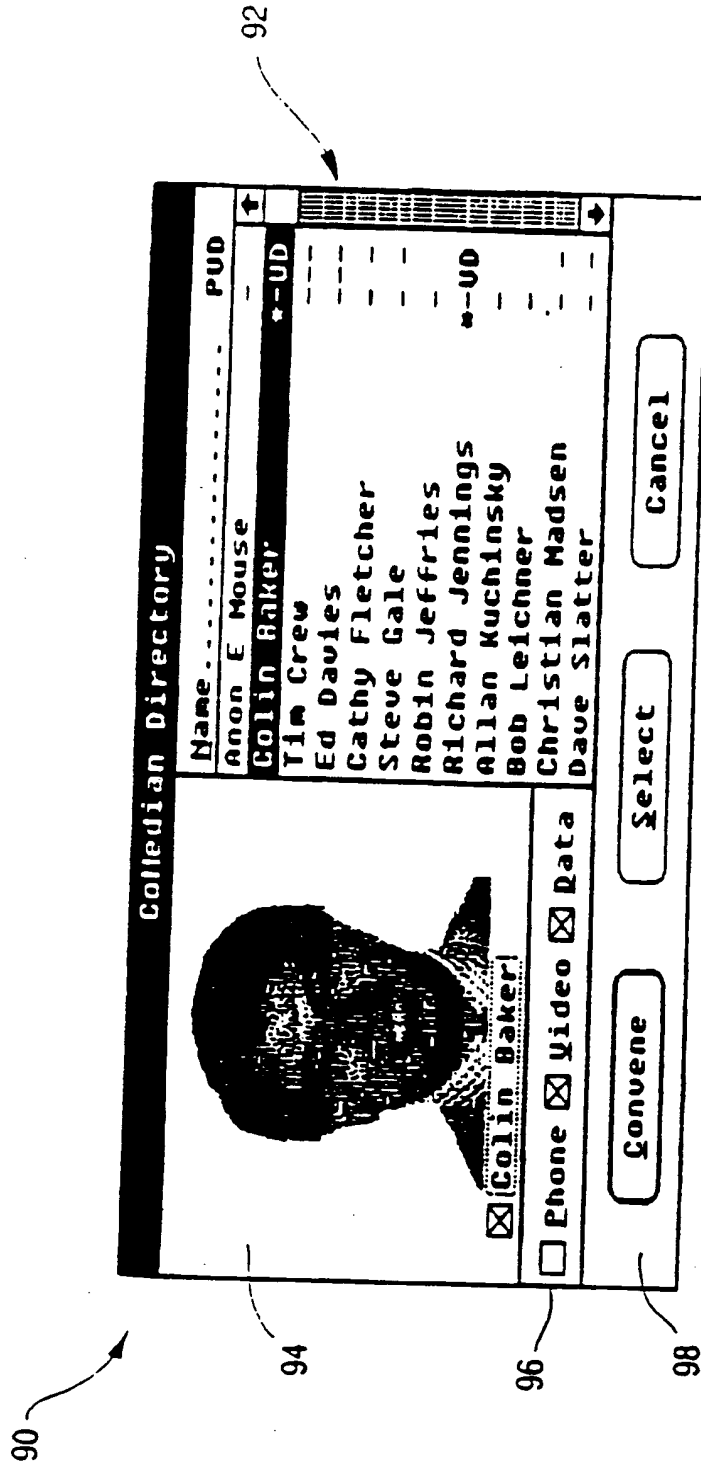 90
92
Colledian Directory
Name.................... PUD
Anon E Mouse -
Colin Baker *-UD
Tim Crew ---
Ed Davies ---
Cathy Fletcher - -
Steve Gale - -
Robin Jeffries -
Richard Jennings *-UD
Allan Kuchinsky -
Bob Leichner -
Christian Madsen - -
Dave Slatter - -
94
Colin Baker
96
Phone Video Data
98
Convene Select Cancel